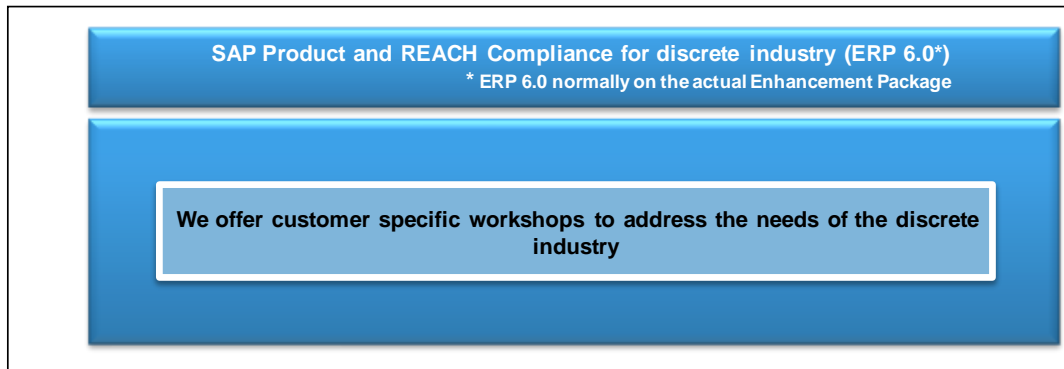 SAP Product and REACH Compliance for discrete industry (ERP 6.0*)
* ERP 6.0 normally on the actual Enhancement Package
We offer customer specific workshops to address the needs of the discrete
industry